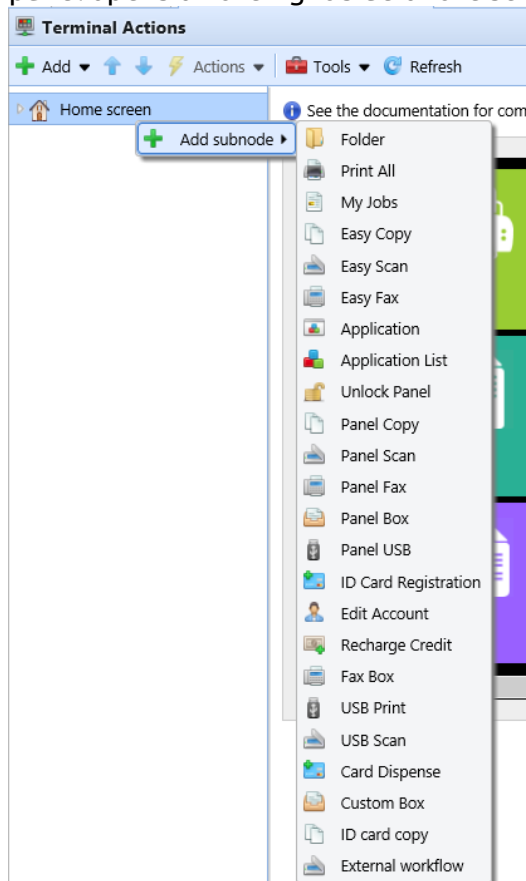 Terminal Actions
Add Actions Tools Refresh
Home screen
See the documentation for com
Add subnode
Folder
Print All
My Jobs
Easy Copy
Easy Scan
Easy Fax
Application
Application List
Unlock Panel
Panel Copy
Panel Scan
Panel Fax
Panel Box
Panel USB
ID Card Registration
Edit Account
Recharge Credit
Fax Box
USB Print
USB Scan
Card Dispense
Custom Box
ID card copy
External workflow